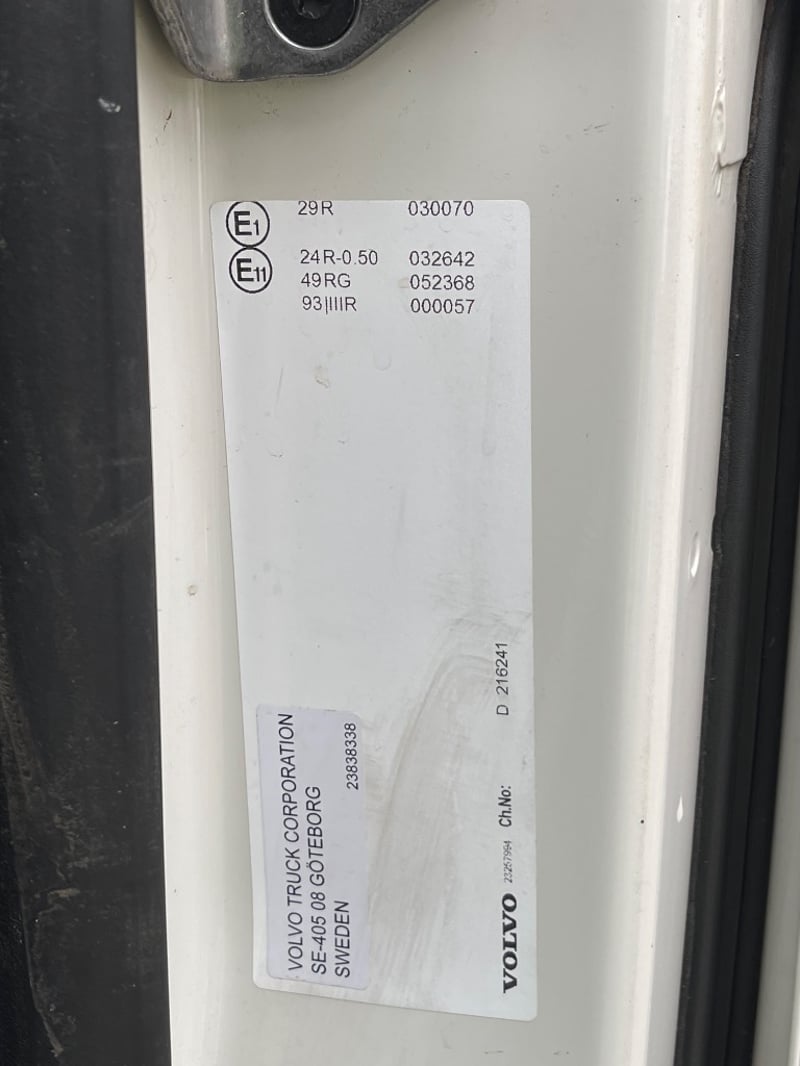 E1 29R 030070
E11 24R-0.50 032642
49RG 052368
93|IIIR 000057
VOLVO TRUCK CORPORATION
SE-405 08 GÖTEBORG
SWEDEN
23838338
VOLVO 23257994 Ch.No: D 216241